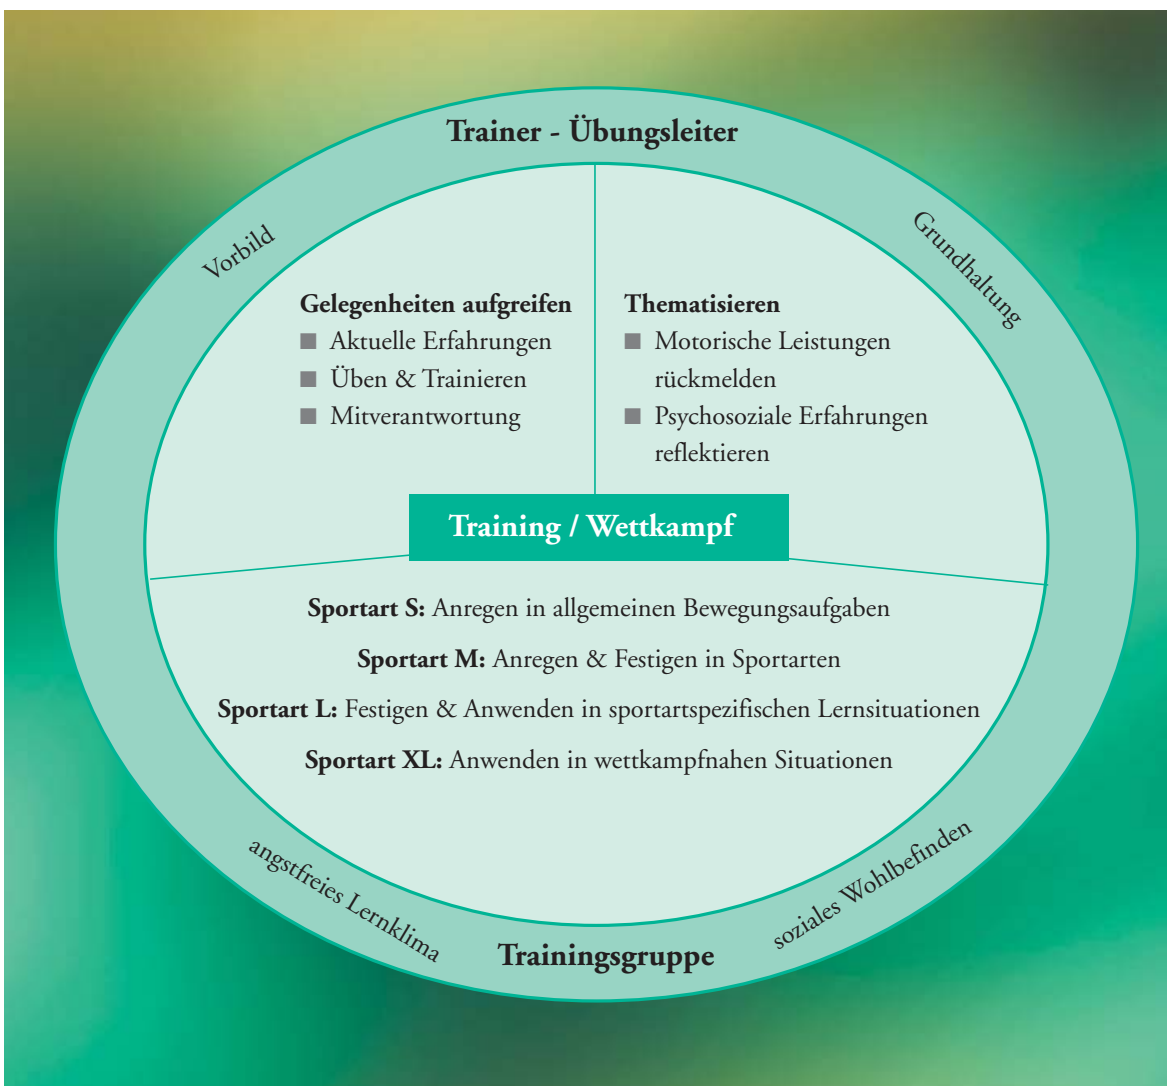 Trainer - Übungsleiter
Vorbild
Grundhaltung
Gelegenheiten aufgreifen
■ Aktuelle Erfahrungen
■ Üben & Trainieren
■ Mitverantwortung
Thematisieren
■ Motorische Leistungen
rückmelden
■ Psychosoziale Erfahrungen
reflektieren
Training / Wettkampf
Sportart S: Anregen in allgemeinen Bewegungsaufgaben
Sportart M: Anregen & Festigen in Sportarten
Sportart L: Festigen & Anwenden in sportartspezifischen Lernsituationen
Sportart XL: Anwenden in wettkampfnahen Situationen
angstfreies Lernklima
soziales Wohlbefinden
Trainingsgruppe